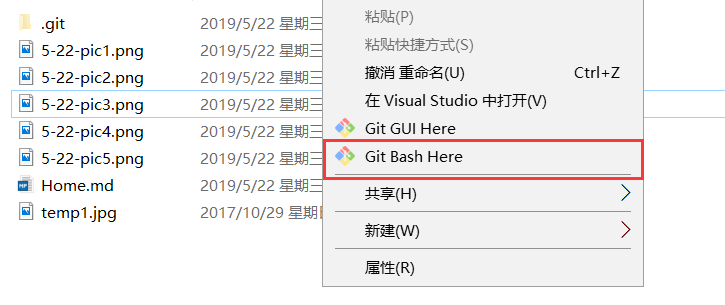 .git 2019/5/22 星期三
5-22-pic1.png 2019/5/22 星期三
5-22-pic2.png 2019/5/22 星期三
5-22-pic3.png 2019/5/22 星期三
5-22-pic4.png 2019/5/22 星期三
5-22-pic5.png 2019/5/22 星期三
Home.md 2019/5/22 星期三
temp1.jpg 2017/10/29 星期日
粘贴(P)
粘贴快捷方式(S)
撤消 重命名(U) Ctrl+Z
在 Visual Studio 中打开(V)
Git GUI Here
Git Bash Here
共享(H)
新建(W)
属性(R)